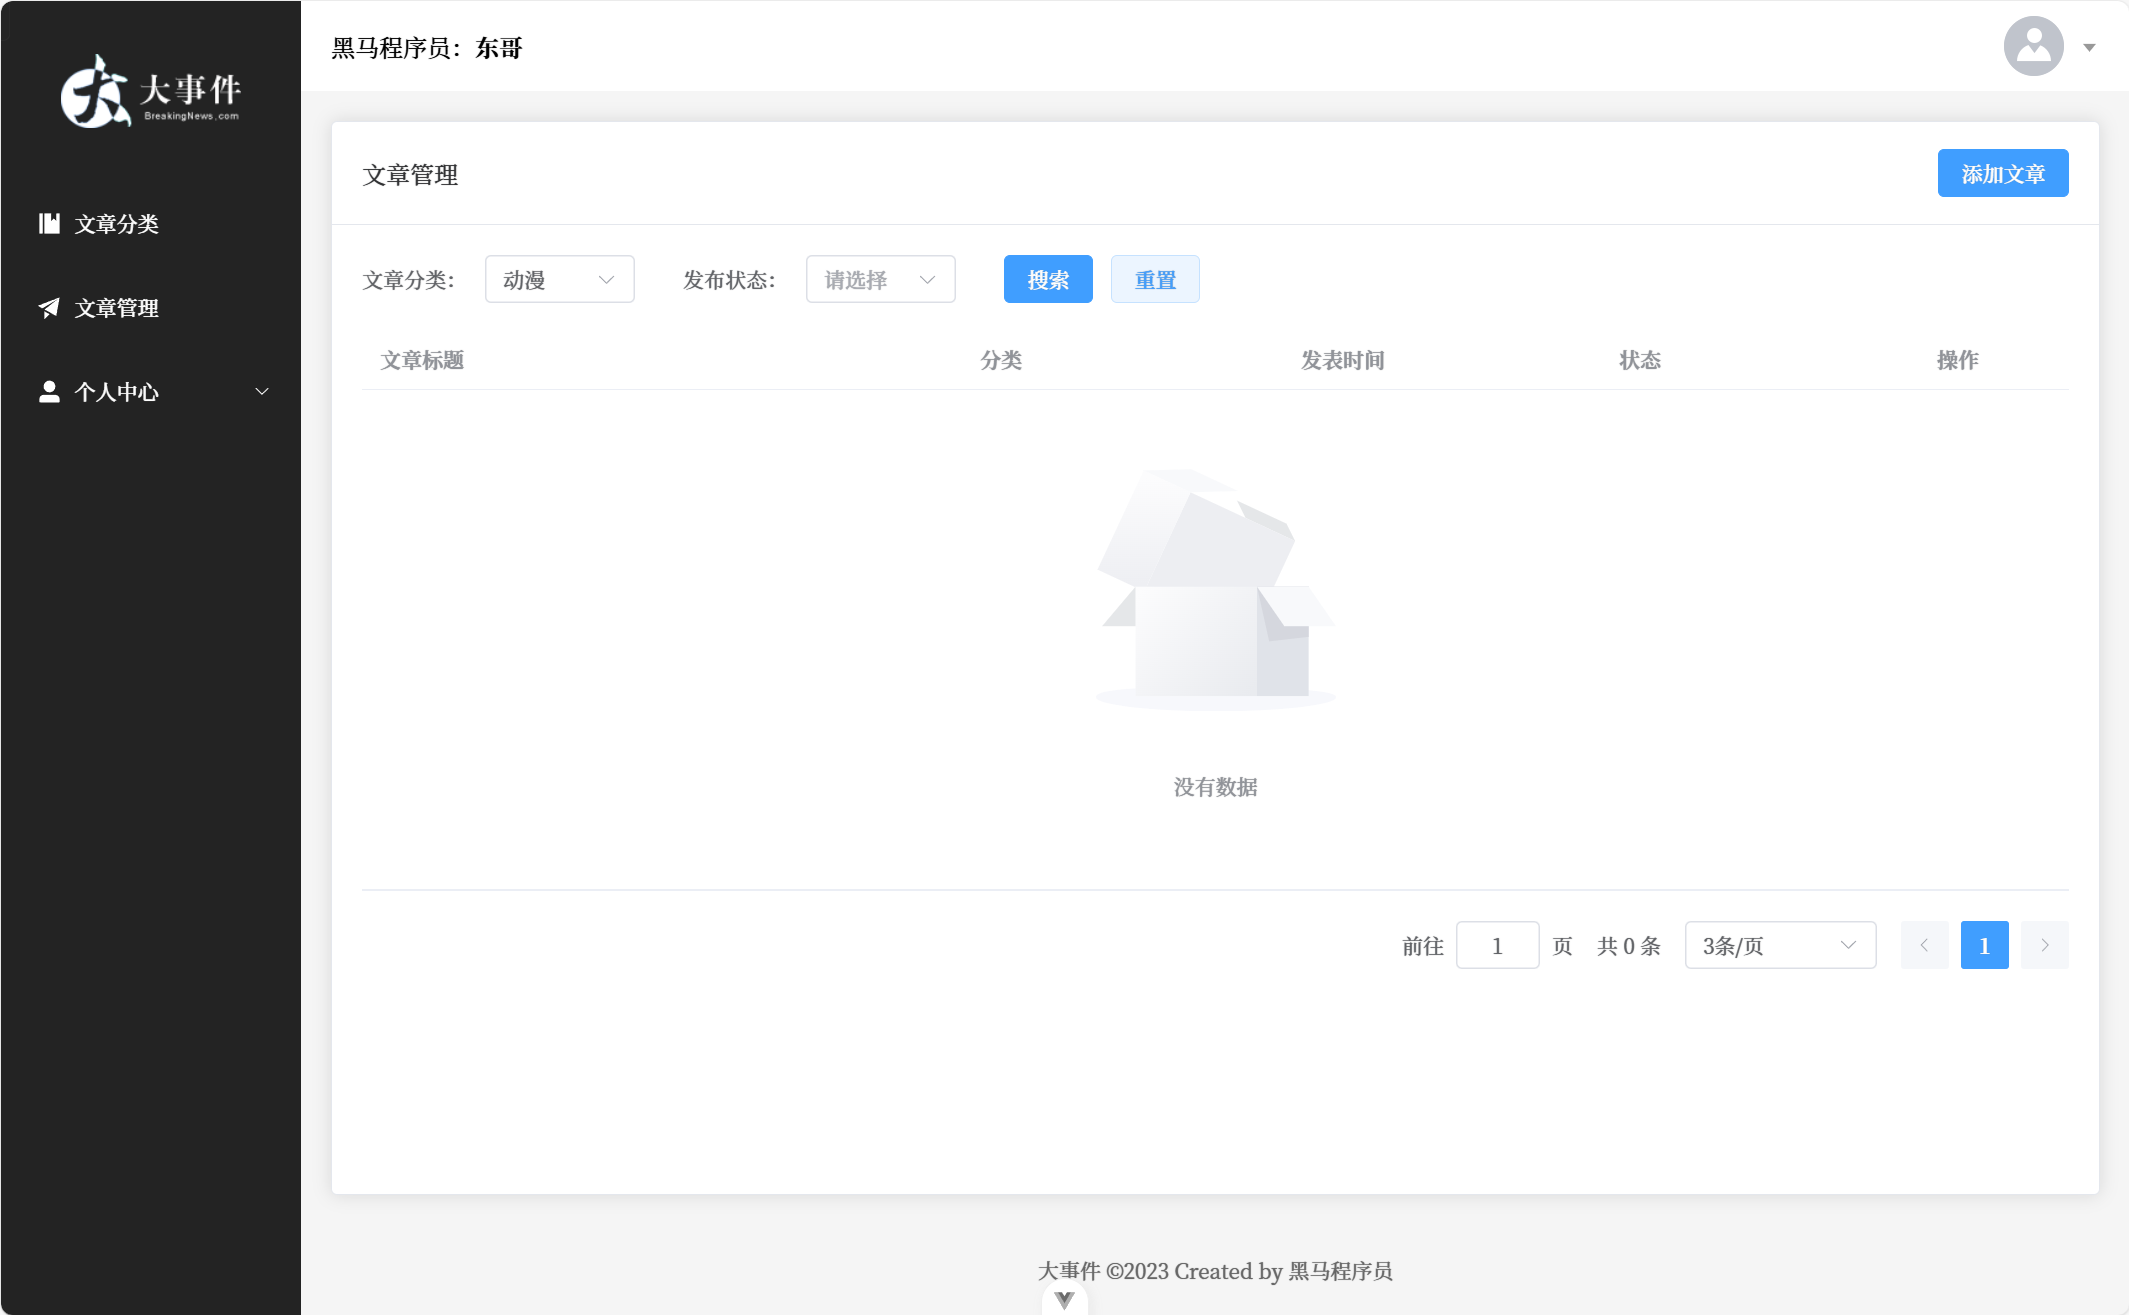 大事件
BreakingNews.com
文章分类
文章管理
个人中心
黑马程序员：东哥
文章管理
添加文章
文章分类： 动漫 发布状态： 请选择 搜索 重置
文章标题 分类 发表时间 状态 操作
没有数据
前往 1 页 共 0 条 3条/页 1
大事件 ©2023 Created by 黑马程序员